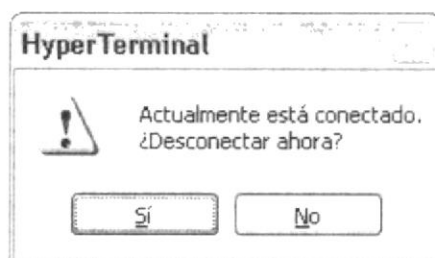 HyperTerminal
Actualmente está conectado.
¿Desconectar ahora?
Sí
No